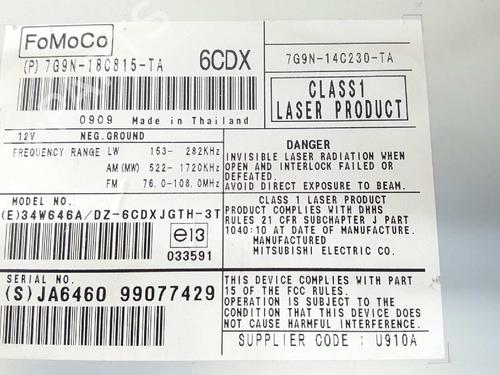 FoMoCo
(P) 7G9N-18C815-TA
6CDX
7G9N-14C230-TA
0909 Made in Thailand
CLASS1
LASER PRODUCT
12V NEG.GROUND
FREQUENCY RANGE LW 153- 282KHz
AM(MW) 522-1720KHz
FM 76.0-108.0MHz
DANGER
INVISIBLE LASER RADIATION WHEN
OPEN AND INTERLOCK FAILED OR
DEFEATED.
AVOID DIRECT EXPOSURE TO BEAM.
MODEL NO.
(E)34W646A/DZ-6CDXJGTH-3T
e13
033591
CLASS 1 LASER PRODUCT
PRODUCT COMPLIES WITH DHHS
RULES 21 CFR SUBCHAPTER J PART
1040:10 AT DATE OF MANUFACTURE.
MANUFACTURED
MITSUBISHI ELECTRIC CO.
SERIAL NO.
(S)JA6460 99077429
THIS DEVICE COMPLIES WITH PART
15 OF THE FCC RULES.
OPERATION IS SUBJECT TO THE
CONDITION THAT THIS DEVICE DOES
NOT CAUSE HARMFUL INTERFERENCE.
SUPPLIER CODE: U910A